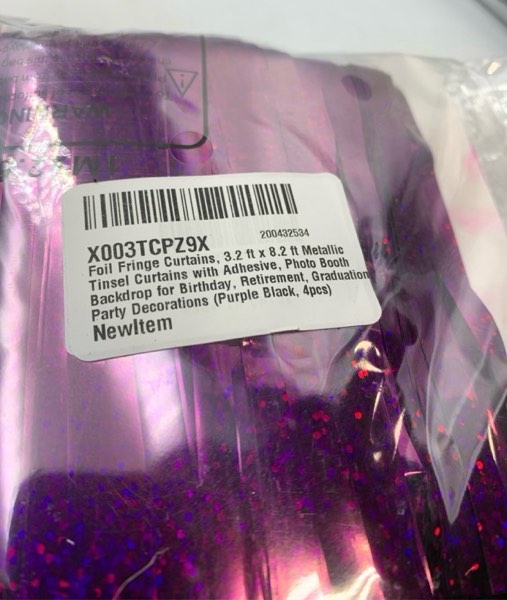 WARNING
X003TCPZ9X
200432534
Foil Fringe Curtains, 3.2 ft x 8.2 ft Metallic
Tinsel Curtains with Adhesive, Photo Booth
Backdrop for Birthday, Retirement, Graduation
Party Decorations (Purple Black, 4pcs)
NewItem